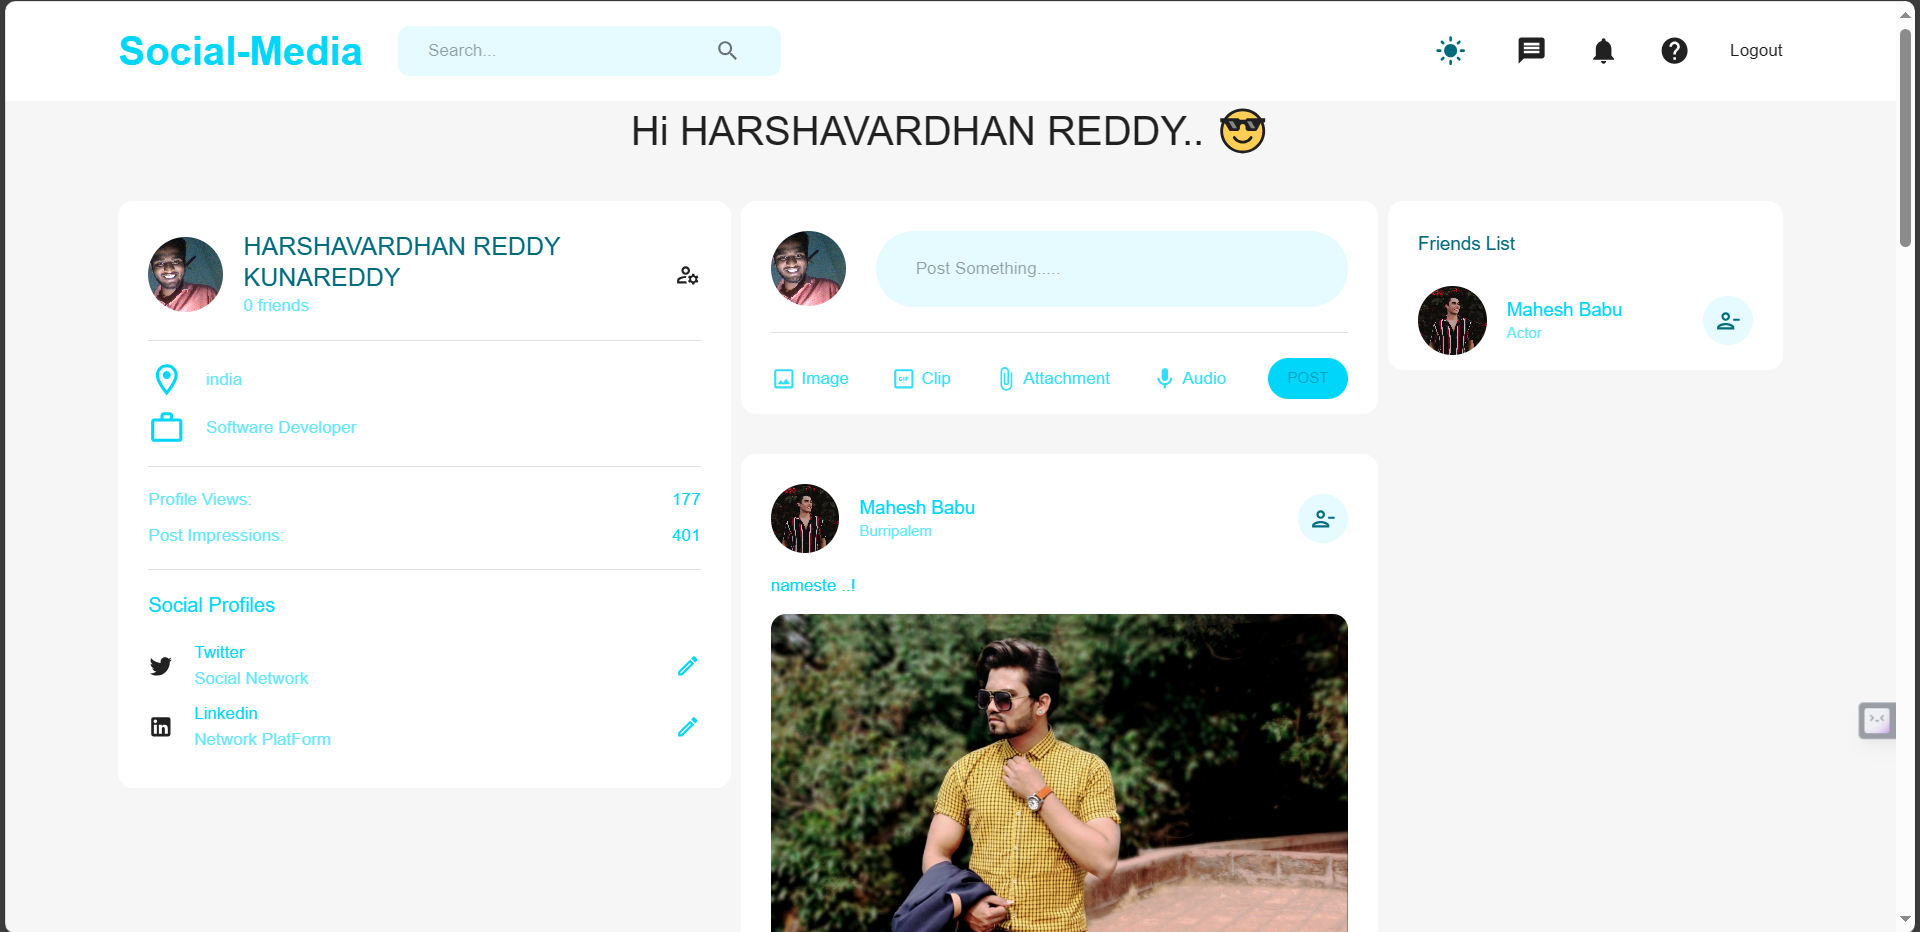 Social-Media
Search...
Logout
Hi HARSHAVARDHAN REDDY.. 😎
HARSHAVARDHAN REDDY
KUNAREDDY
0 friends
india
Software Developer
Profile Views:
177
Post Impressions:
401
Social Profiles
Twitter
Social Network
Linkedin
Network PlatForm
Post Something.....
Image
GIF
Clip
Attachment
Audio
POST
Mahesh Babu
Burripalem
nameste ..!
Friends List
Mahesh Babu
Actor